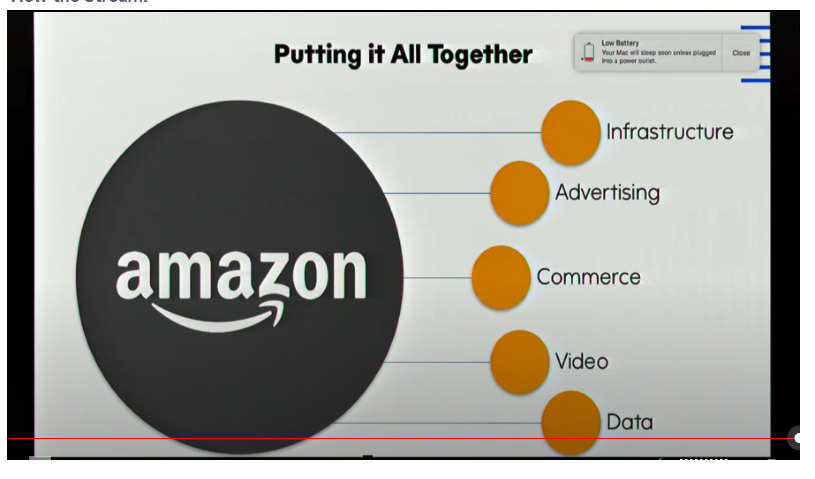 View the Stream:
Putting it All Together
Low Battery
Your Mac will sleep soon unless plugged
into a power outlet.
Close
amazon
Infrastructure
Advertising
Commerce
Video
Data